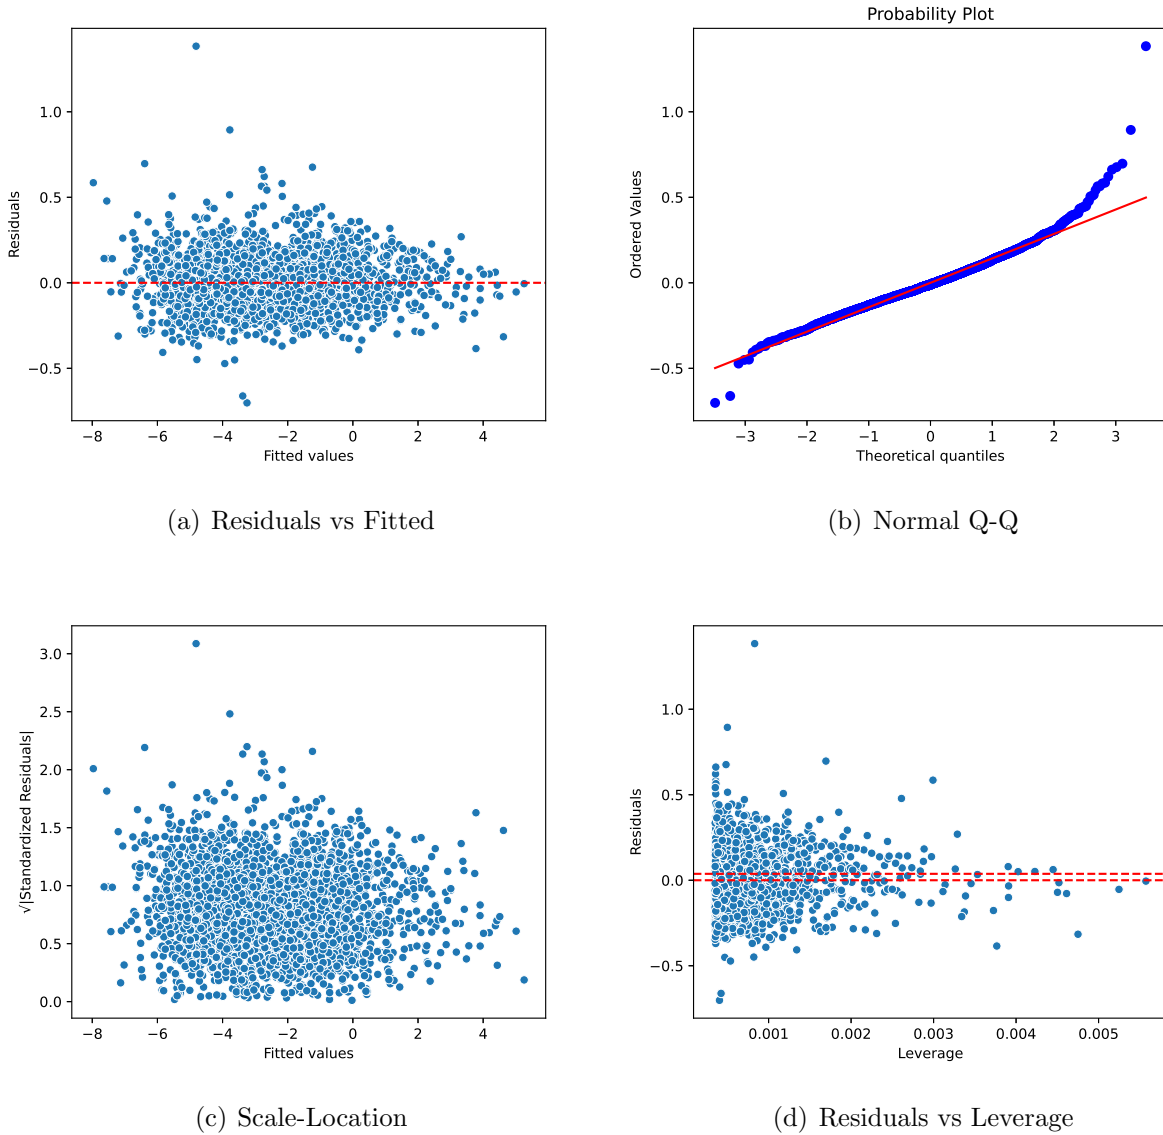 Probability Plot
1.0
0.5
0.0
−0.5
Residuals
−8 −6 −4 −2 0 2 4
Fitted values
1.0
0.5
0.0
−0.5
Ordered Values
−3 −2 −1 0 1 2 3
Theoretical quantiles
(a) Residuals vs Fitted
(b) Normal Q-Q
3.0
2.5
2.0
1.5
1.0
0.5
0.0
√|Standardized Residuals|
−8 −6 −4 −2 0 2 4
Fitted values
1.0
0.5
0.0
−0.5
Residuals
0.001 0.002 0.003 0.004 0.005
Leverage
(c) Scale-Location
(d) Residuals vs Leverage